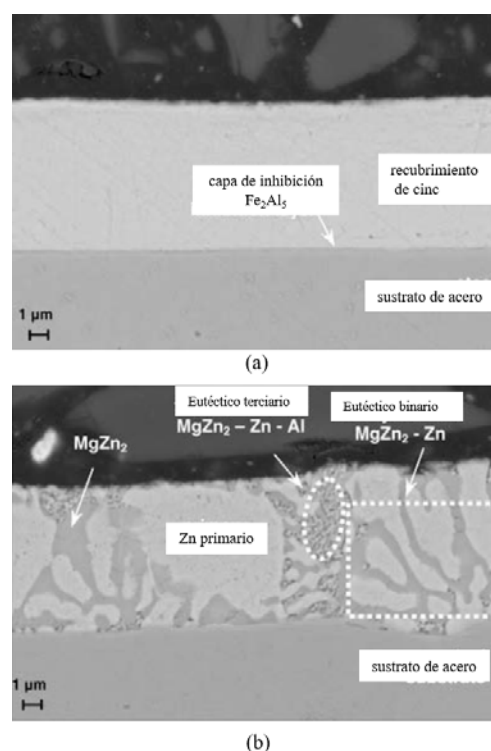 capa de inhibición
Fe₂Al₅
recubrimiento
de cinc
sustrato de acero
1 µm
(a)
Eutéctico terciario
MgZn₂ – Zn - Al
Eutéctico binario
MgZn₂ - Zn
MgZn₂
Zn primario
sustrato de acero
1 µm
(b)